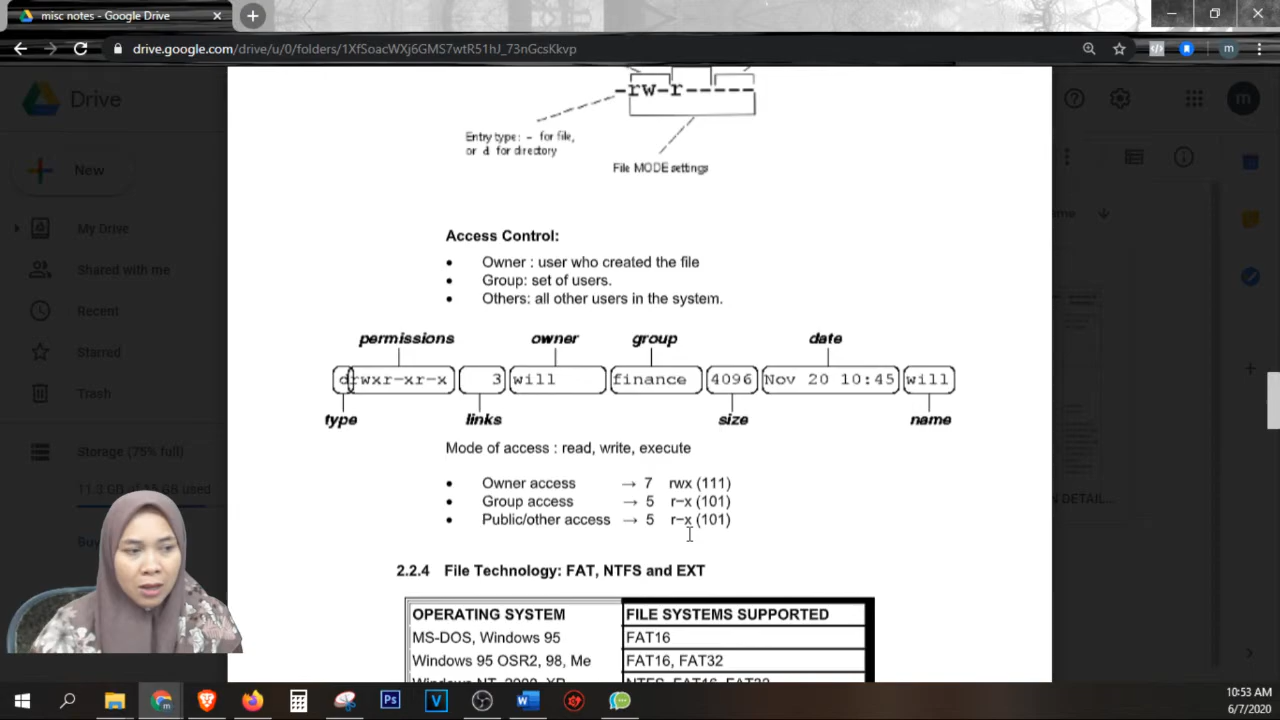 misc notes - Google Drive
drive.google.com/drive/u/0/folders/1XfSoacWXj6GMS7wtR51hJ_73nGcsKkvp
m
Drive
New
My Drive
Shared with me
Recent
Starred
Trash
Storage (75% full)
-rw-r-----
Entry type: - for file,
or d for directory
File MODE settings
Access Control:
• Owner : user who created the file
• Group: set of users.
• Others: all other users in the system.
permissions owner group date
drwxr-xr-x 3 will finance 4096 Nov 20 10:45 will
type links size name
Mode of access : read, write, execute
• Owner access → 7 rwx (111)
• Group access → 5 r-x (101)
• Public/other access → 5 r-x (101)
2.2.4 File Technology: FAT, NTFS and EXT
OPERATING SYSTEM FILE SYSTEMS SUPPORTED
MS-DOS, Windows 95 FAT16
Windows 95 OSR2, 98, Me FAT16, FAT32
m
10:53 AM
6/7/2020